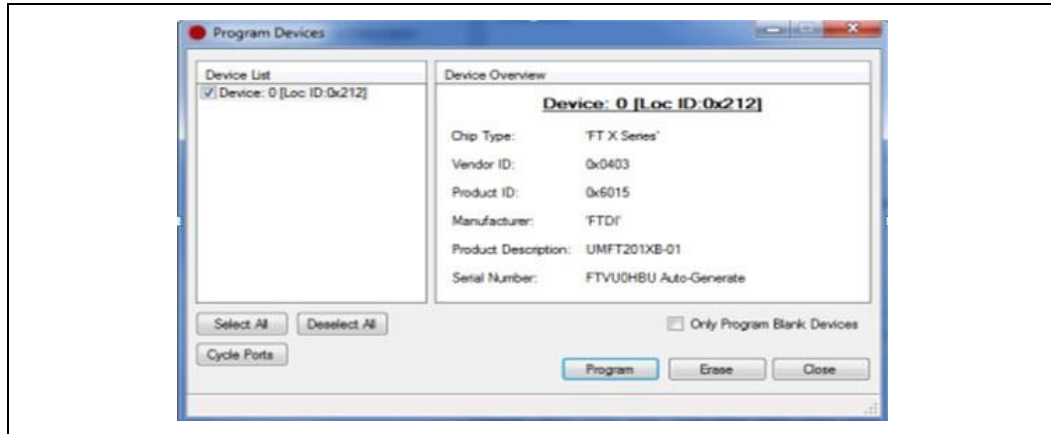 Program Devices
Device List
Device: 0 [Loc ID:0x212]
Device Overview
Device: 0 [Loc ID:0x212]
Chip Type: 'FT X Series'
Vendor ID: 0x0403
Product ID: 0x6015
Manufacturer: 'FTDI'
Product Description: UMFT201XB-01
Serial Number: FTVU0HBU Auto-Generate
Select All
Deselect All
Only Program Blank Devices
Cycle Ports
Program
Erase
Close